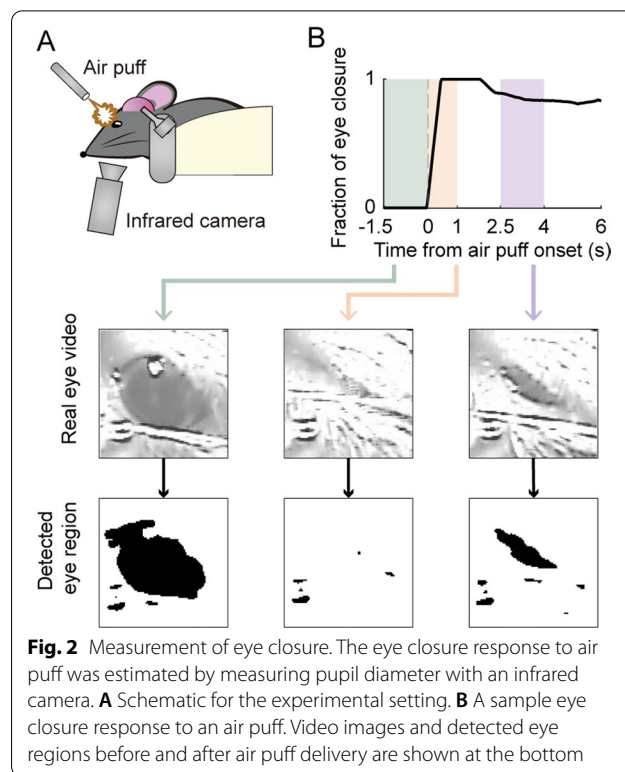 A
Air puff
Infrared camera
B
Fraction of eye closure
1
0
-1.5 0 1 2.5 4 6
Time from air puff onset (s)
Real eye video
Detected
eye region
Fig. 2 Measurement of eye closure. The eye closure response to air
puff was estimated by measuring pupil diameter with an infrared
camera. A Schematic for the experimental setting. B A sample eye
closure response to an air puff. Video images and detected eye
regions before and after air puff delivery are shown at the bottom